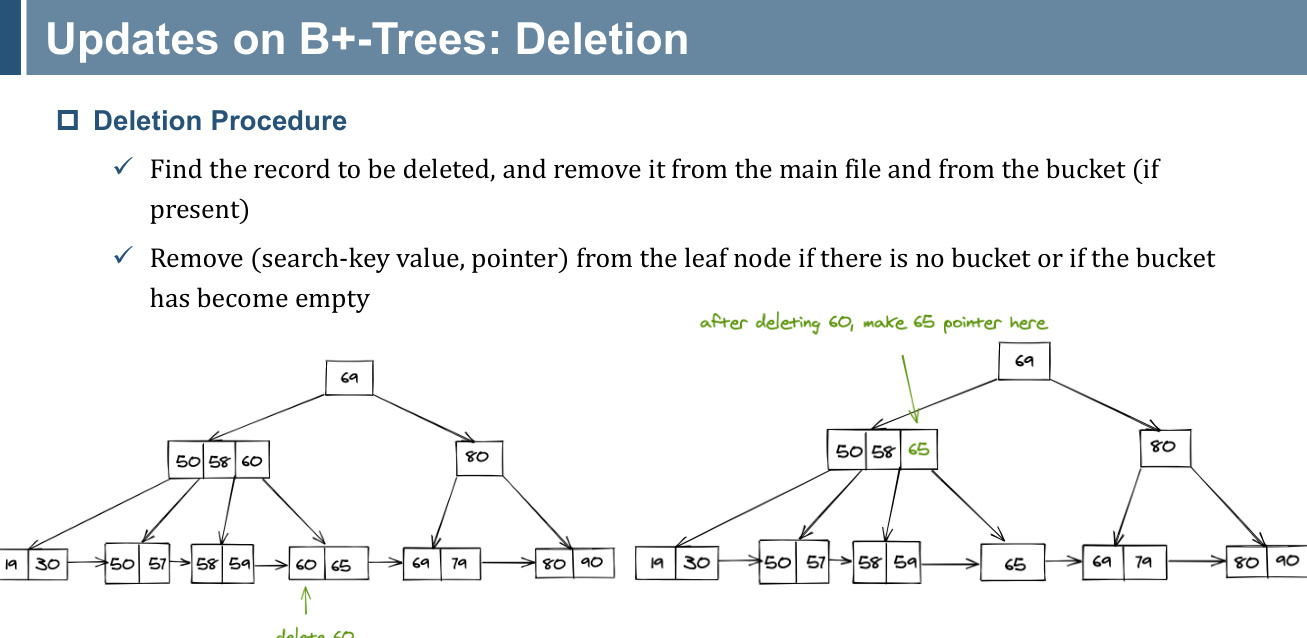 Updates on B+-Trees: Deletion
Deletion Procedure
Find the record to be deleted, and remove it from the main file and from the bucket (if
present)
Remove (search-key value, pointer) from the leaf node if there is no bucket or if the bucket
has become empty
after deleting 60, make 65 pointer here
69
50 58 60
80
19 30
50 57
58 59
60 65
69 79
80 90
delete 60
69
50 58 65
80
19 30
50 57
58 59
65
69 79
80 90